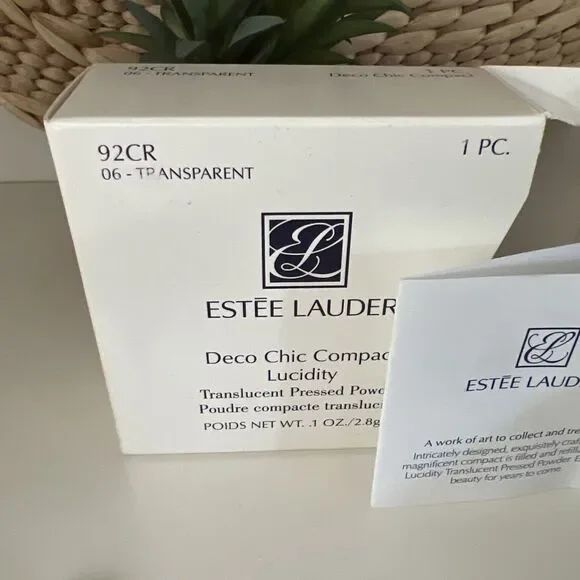 92CR
06 - TRANSPARENT
Deco Chic Compact
1 PC.
92CR
06 - TRANSPARENT
1 PC.
EL
ESTĒE LAUDER
Deco Chic Compac
Lucidity
Translucent Pressed Powd
Poudre compacte transluci
POIDS NET WT. .1 OZ./2.8g
EL
ESTĒE LAUD
A work of art to collect and tre
Intricately designed, exquisitely craf
magnificent compact is filled and refill
Lucidity Translucent Pressed Powder. E
beauty for years to come.